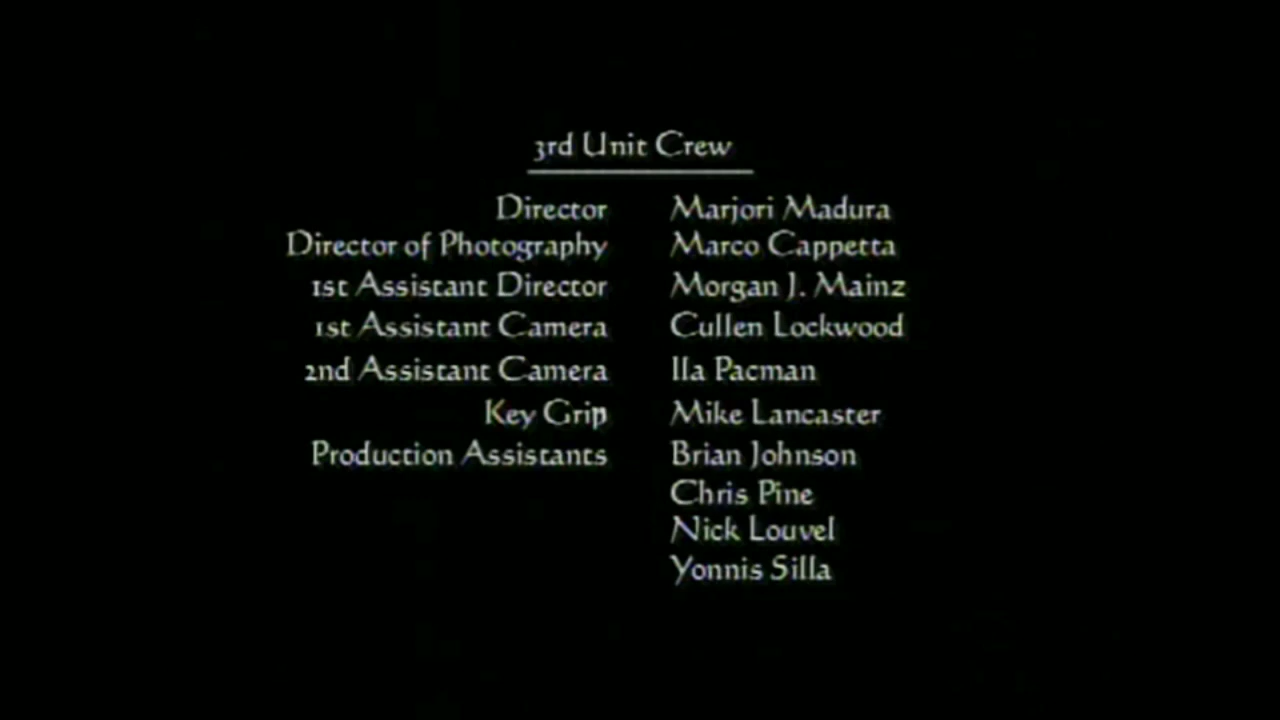 3rd Unit Crew
Director Marjori Madura
Director of Photography Marco Cappetta
1st Assistant Director Morgan J. Mainz
1st Assistant Camera Cullen Lockwood
2nd Assistant Camera Ila Pacman
Key Grip Mike Lancaster
Production Assistants Brian Johnson
Chris Pine
Nick Louvel
Yonnis Silla